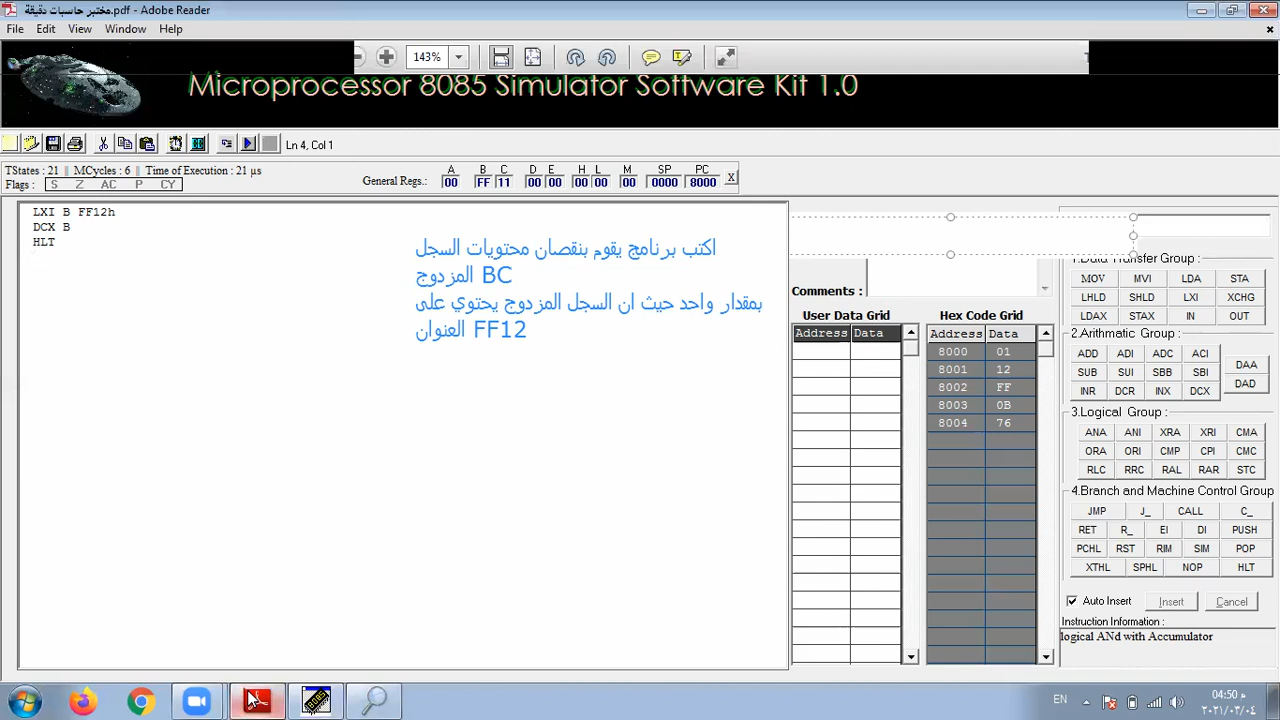 مختبر حاسبات دقيقة.pdf - Adobe Reader
File Edit View Window Help
143%
Microprocessor 8085 Simulator Software Kit 1.0
Ln 4, Col 1
TStates : 21 || MCycles : 6 || Time of Execution : 21 µs
Flags : S Z AC P CY
General Regs.:
A B C D E H L M SP PC
00 FF 11 00 00 00 00 00 0000 8000 X
LXI B FF12h
DCX B
HLT
اكتب برنامج يقوم بنقصان محتويات السجل
المزدوج BC
بمقدار واحد حيث ان السجل المزدوج يحتوي على
العنوان FF12
Comments :
User Data Grid
Address Data
Hex Code Grid
Address Data
8000 01
8001 12
8002 FF
8003 0B
8004 76
1.Data Transfer Group :
MOV MVI LDA STA
LHLD SHLD LXI XCHG
LDAX STAX IN OUT
2.Arithmatic Group :
ADD ADI ADC ACI
DAA
SUB SUI SBB SBI
DAD
INR DCR INX DCX
3.Logical Group :
ANA ANI XRA XRI CMA
ORA ORI CMP CPI CMC
RLC RRC RAL RAR STC
4.Branch and Machine Control Group
JMP J_ CALL C_
RET R_ EI DI PUSH
PCHL RST RIM SIM POP
XTHL SPHL NOP HLT
Auto Insert Insert Cancel
Instruction Information :
logical ANd with Accumulator
8085
EN
04:50 م
٢٠٢١/٠٣/٠٤